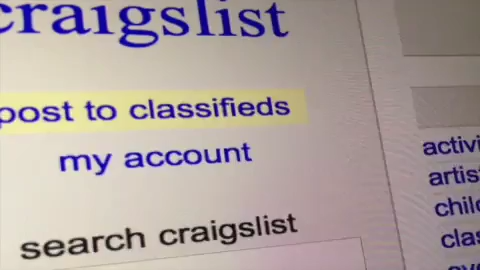 craigslist
post to classifieds
my account
search craigslist
activi
artis
chil
clas